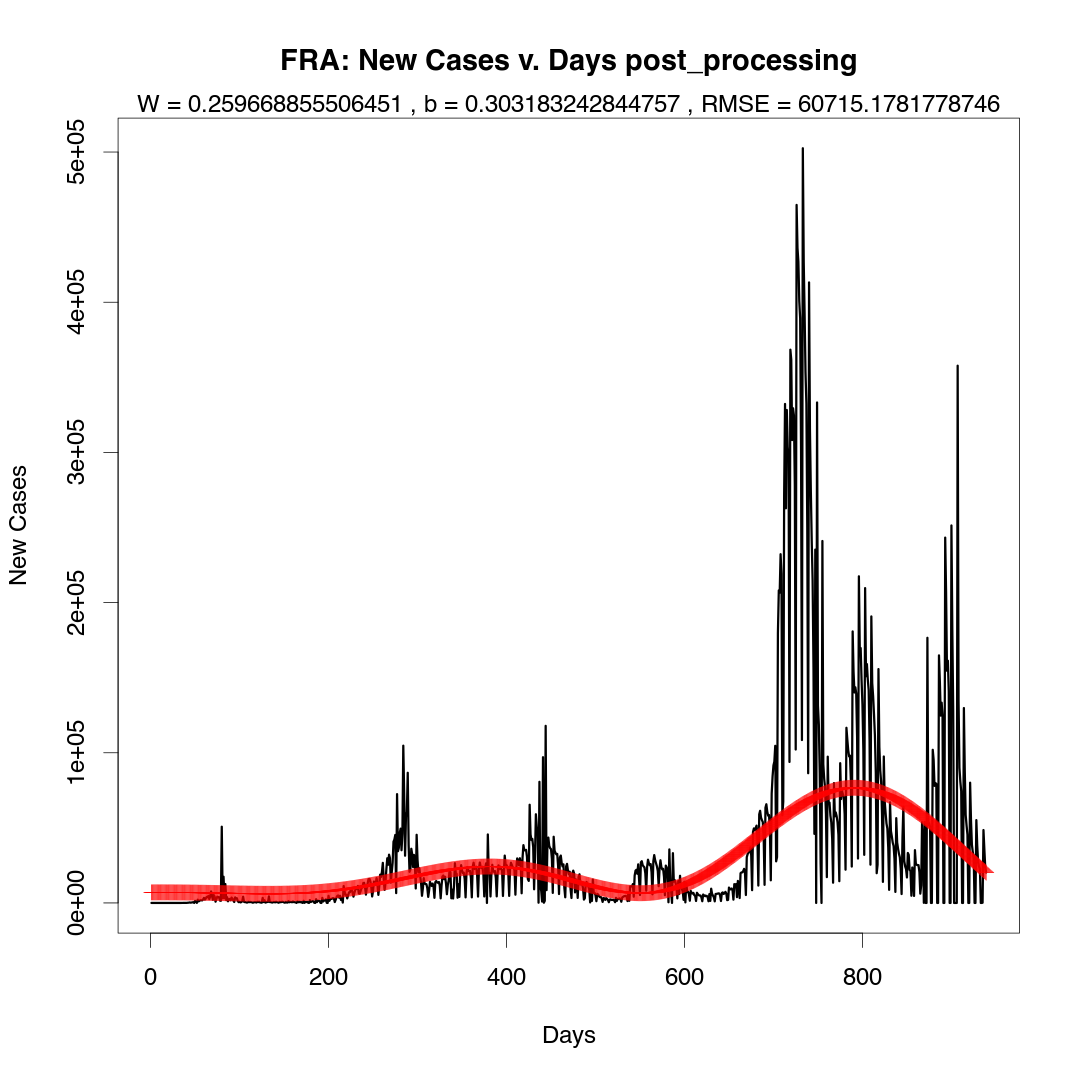 FRA: New Cases v. Days post_processing
W = 0.259668855506451 , b = 0.303183242844757 , RMSE = 60715.1781778746
5e+05
4e+05
3e+05
2e+05
1e+05
0e+00
New Cases
0 200 400 600 800
Days